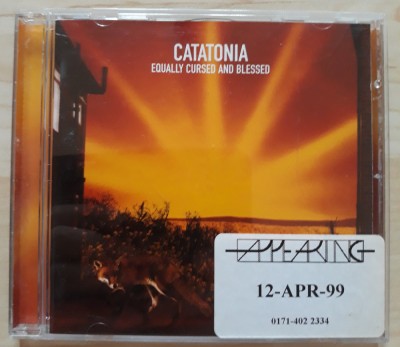 CATATONIA
EQUALLY CURSED AND BLESSED
APPEARING
12-APR-99
0171-402 2334